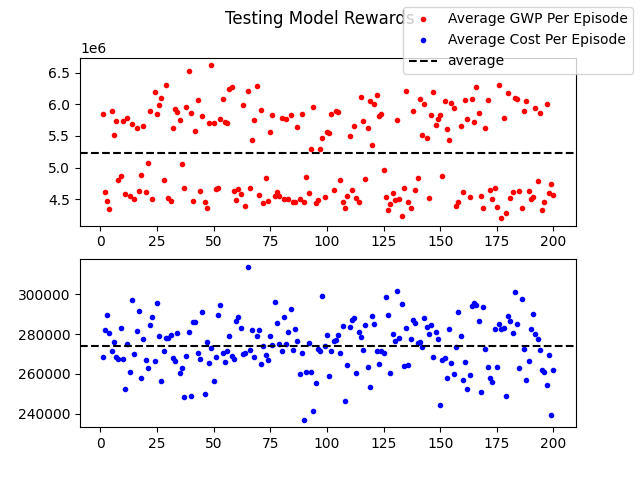 Testing Model Rewards
Average GWP Per Episode
Average Cost Per Episode
average
1e6
6.5
6.0
5.5
5.0
4.5
0 25 50 75 100 125 150 175 200
300000
280000
260000
240000
0 25 50 75 100 125 150 175 200